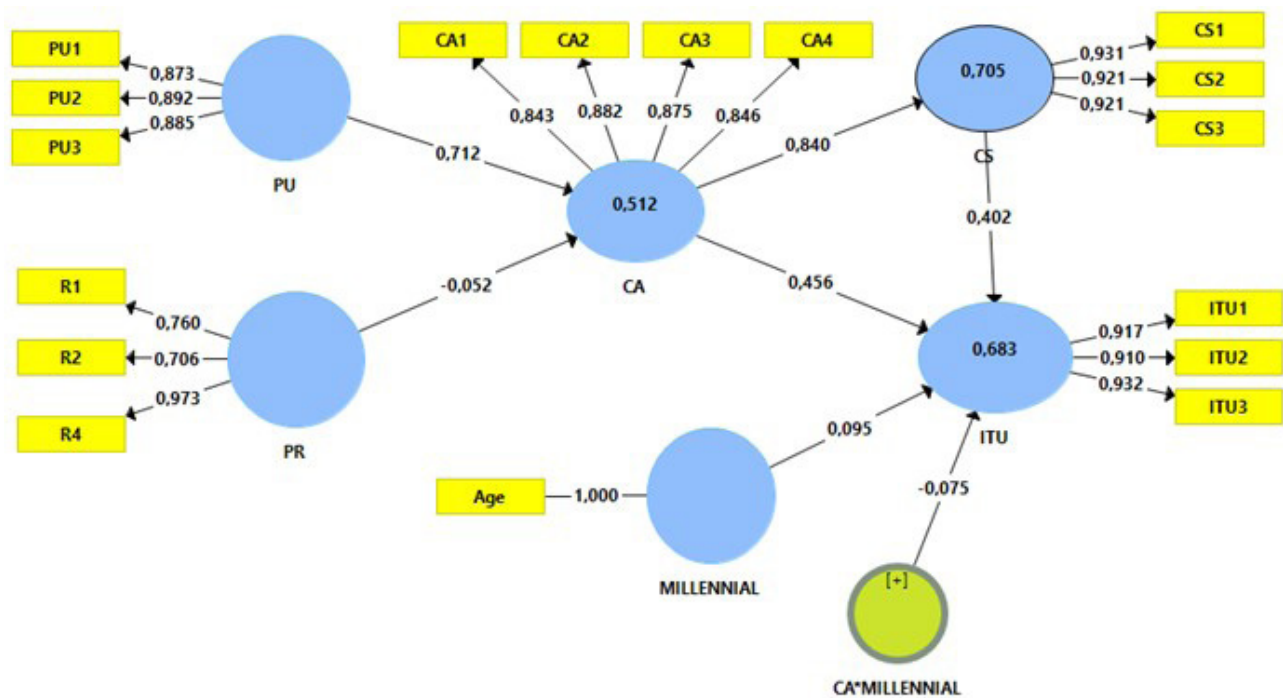 PU1
PU2
PU3
0,873
0,892
0,885
PU
CA1
CA2
CA3
CA4
0,843
0,882
0,875
0,846
0,712
0,512
CA
0,840
0,705
CS
0,931
0,921
0,921
CS1
CS2
CS3
0,402
0,456
R1
R2
R4
0,760
0,706
0,973
PR
-0,052
0,683
ITU
0,917
0,910
0,932
ITU1
ITU2
ITU3
Age
1,000
MILLENNIAL
0,095
-0,075
[+]
CA*MILLENNIAL